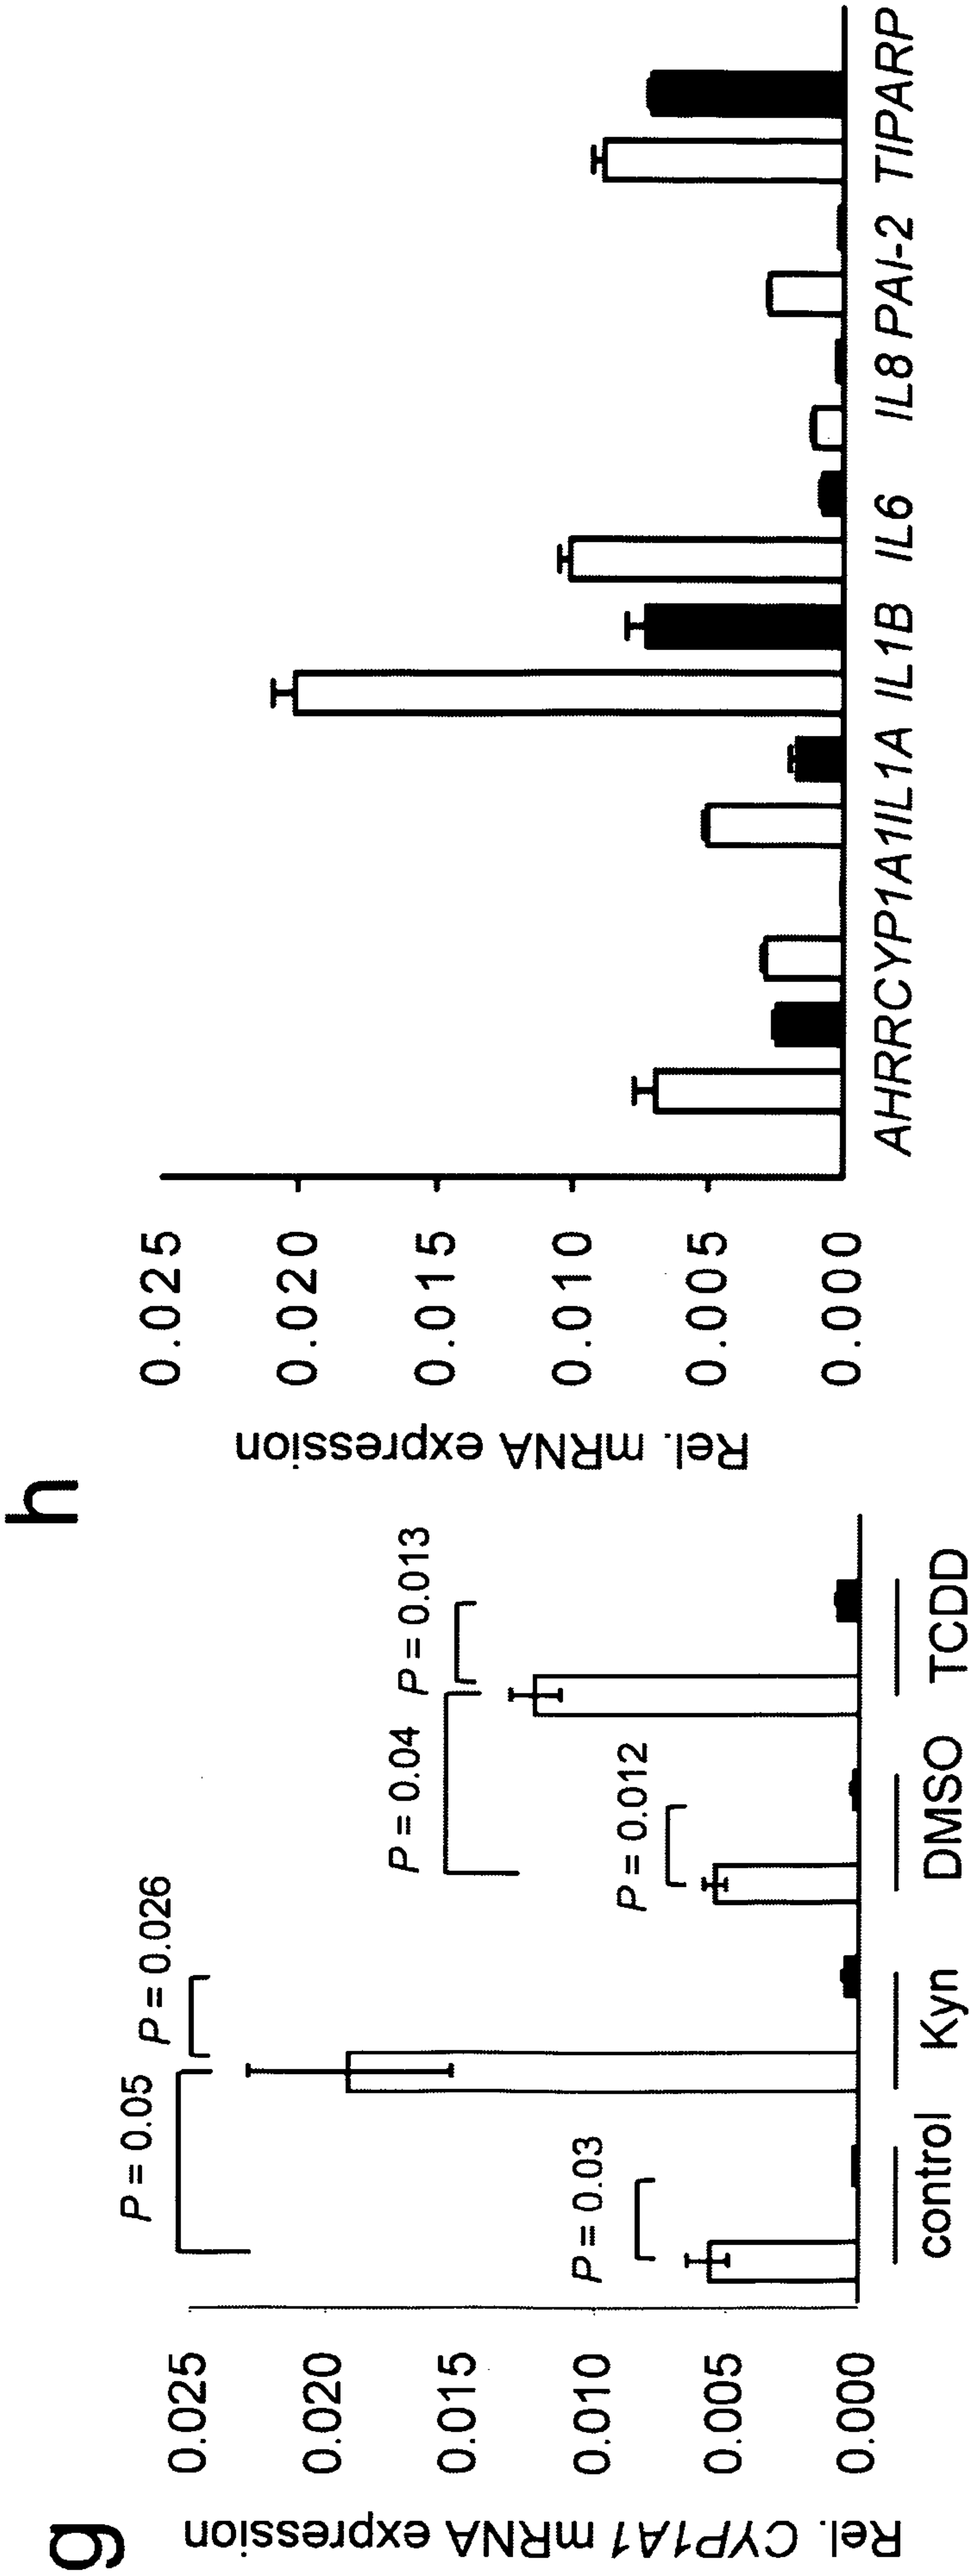 g
Rel. CYP1A1 mRNA expression
0.025
0.020
0.015
0.010
0.005
0.000
P = 0.05
P = 0.026
P = 0.03
P = 0.04
P = 0.013
P = 0.012
control
Kyn
DMSO
TCDD
h
Rel. mRNA expression
0.025
0.020
0.015
0.010
0.005
0.000
AHRR CYP1A1 IL1A IL1B IL6 IL8 PAI-2 TIPARP